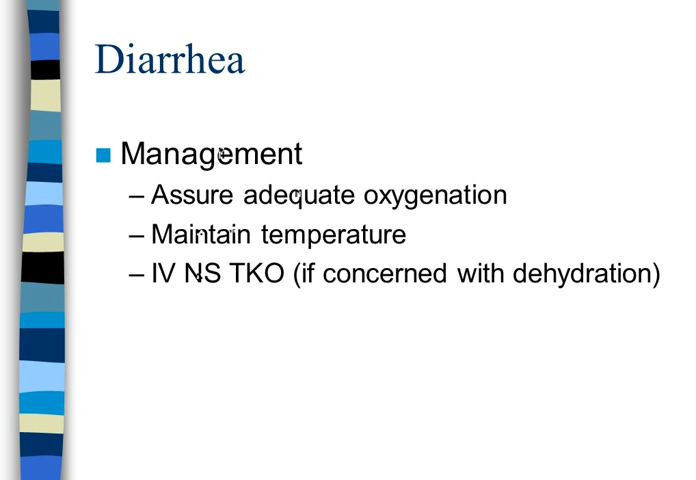 Diarrhea
Management
– Assure adequate oxygenation
– Maintain temperature
– IV NS TKO (if concerned with dehydration)